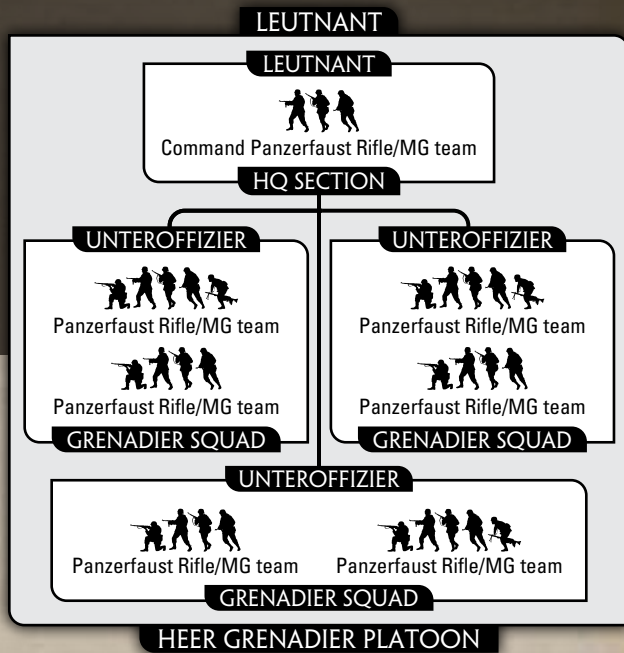 LEUTNANT
LEUTNANT
Command Panzerfaust Rifle/MG team
HQ SECTION
UNTEROFFIZIER
Panzerfaust Rifle/MG team
Panzerfaust Rifle/MG team
GRENADIER SQUAD
UNTEROFFIZIER
Panzerfaust Rifle/MG team
Panzerfaust Rifle/MG team
GRENADIER SQUAD
UNTEROFFIZIER
Panzerfaust Rifle/MG team
Panzerfaust Rifle/MG team
GRENADIER SQUAD
HEER GRENADIER PLATOON